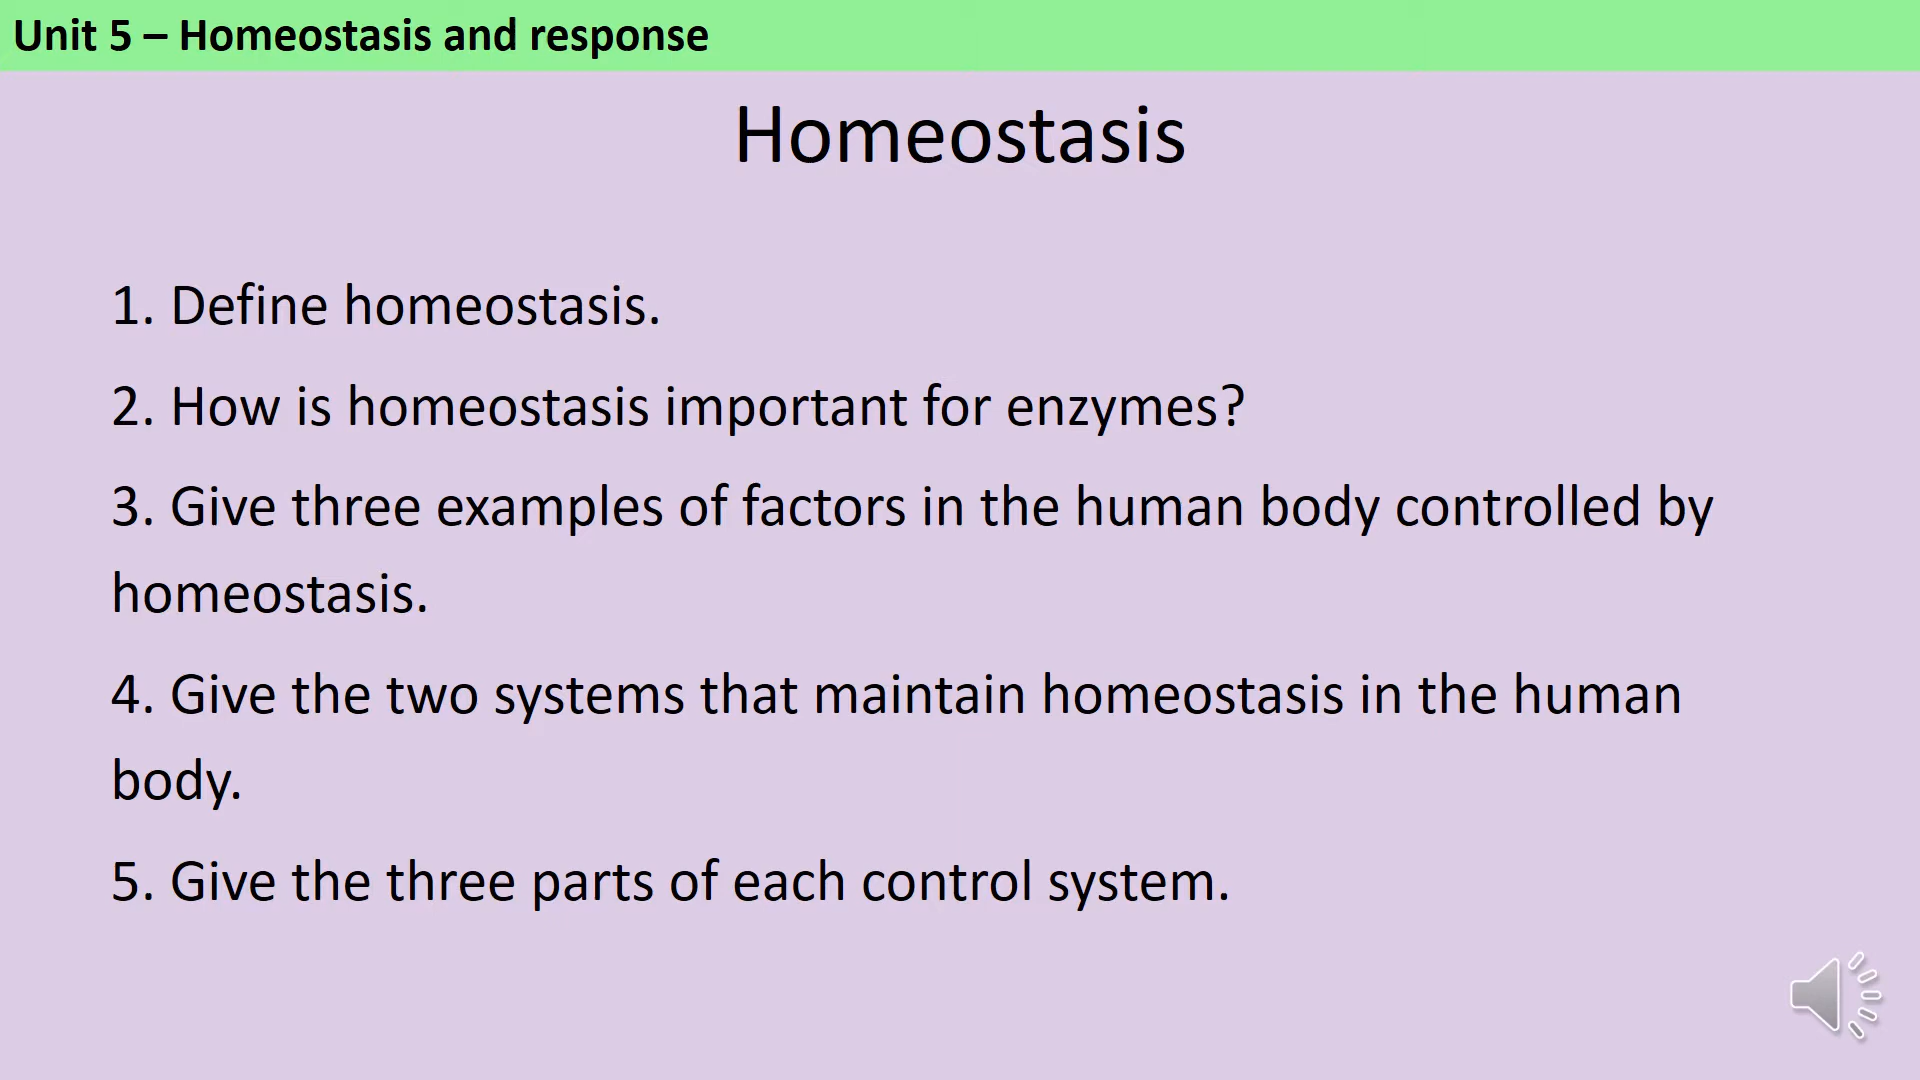 Unit 5 – Homeostasis and response
Homeostasis
1. Define homeostasis.
2. How is homeostasis important for enzymes?
3. Give three examples of factors in the human body controlled by
homeostasis.
4. Give the two systems that maintain homeostasis in the human
body.
5. Give the three parts of each control system.